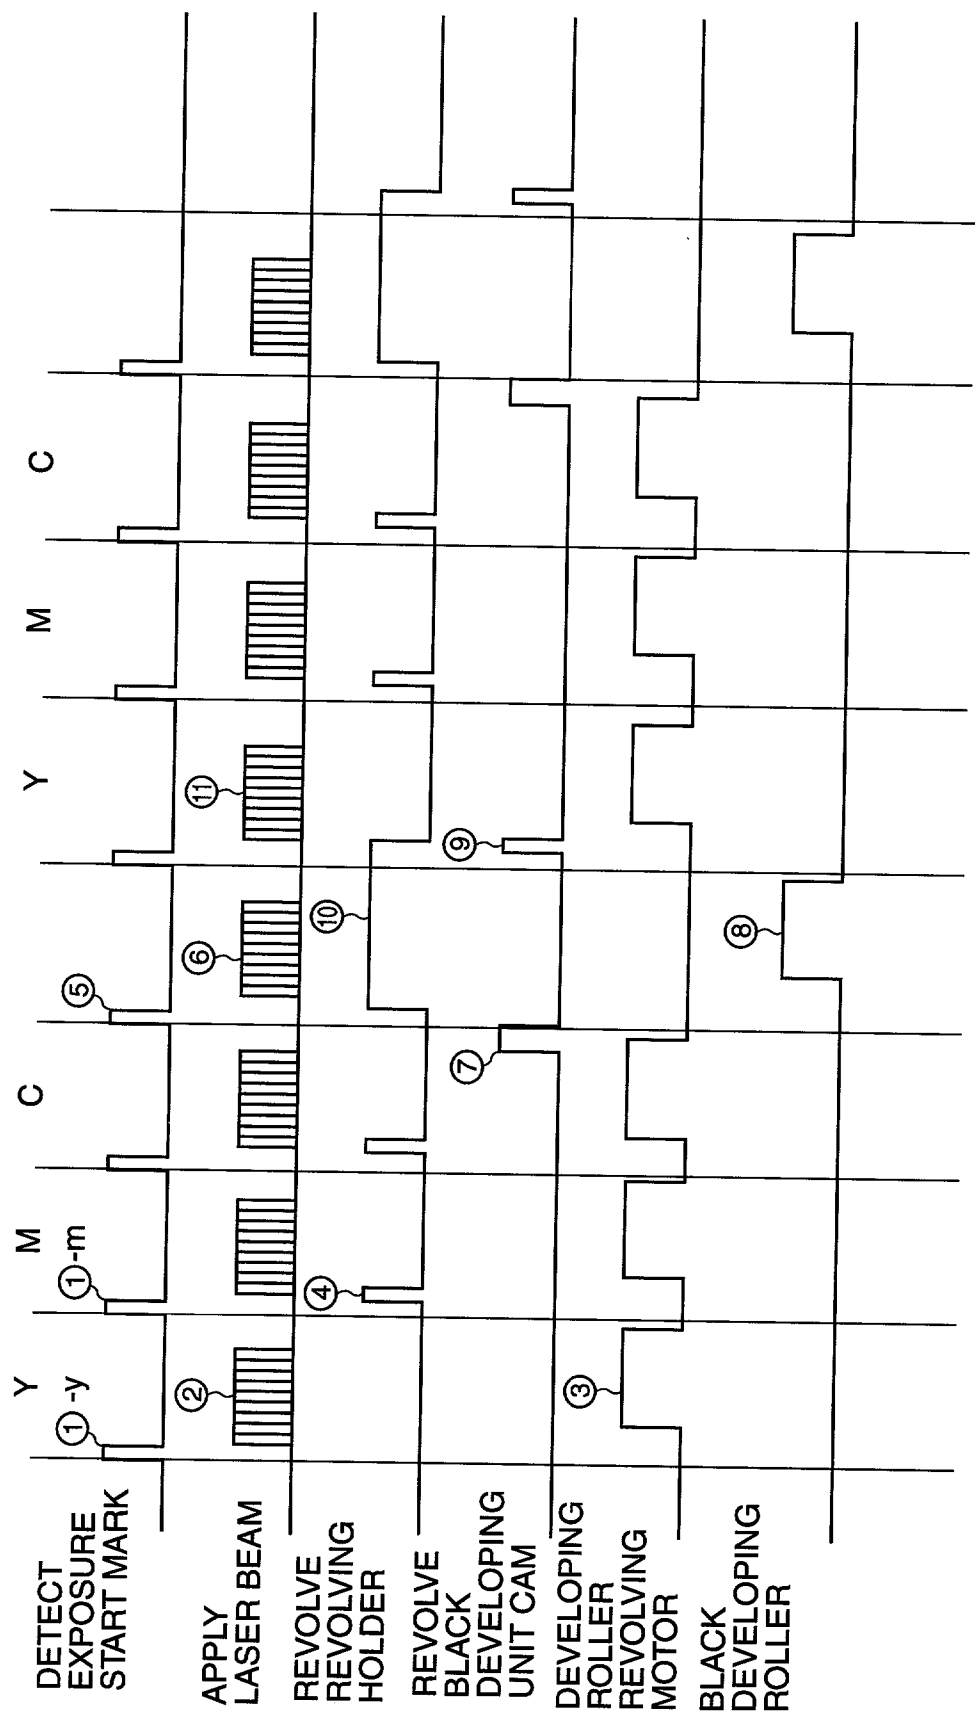 Y
M
C
Y
M
C
①-y
①-m
⑤
DETECT
EXPOSURE
START MARK
②
⑥
⑪
APPLY
LASER BEAM
④
⑩
REVOLVE
REVOLVING
HOLDER
⑦
⑨
REVOLVE
BLACK
DEVELOPING
UNIT CAM
③
DEVELOPING
ROLLER
REVOLVING
MOTOR
⑧
BLACK
DEVELOPING
ROLLER